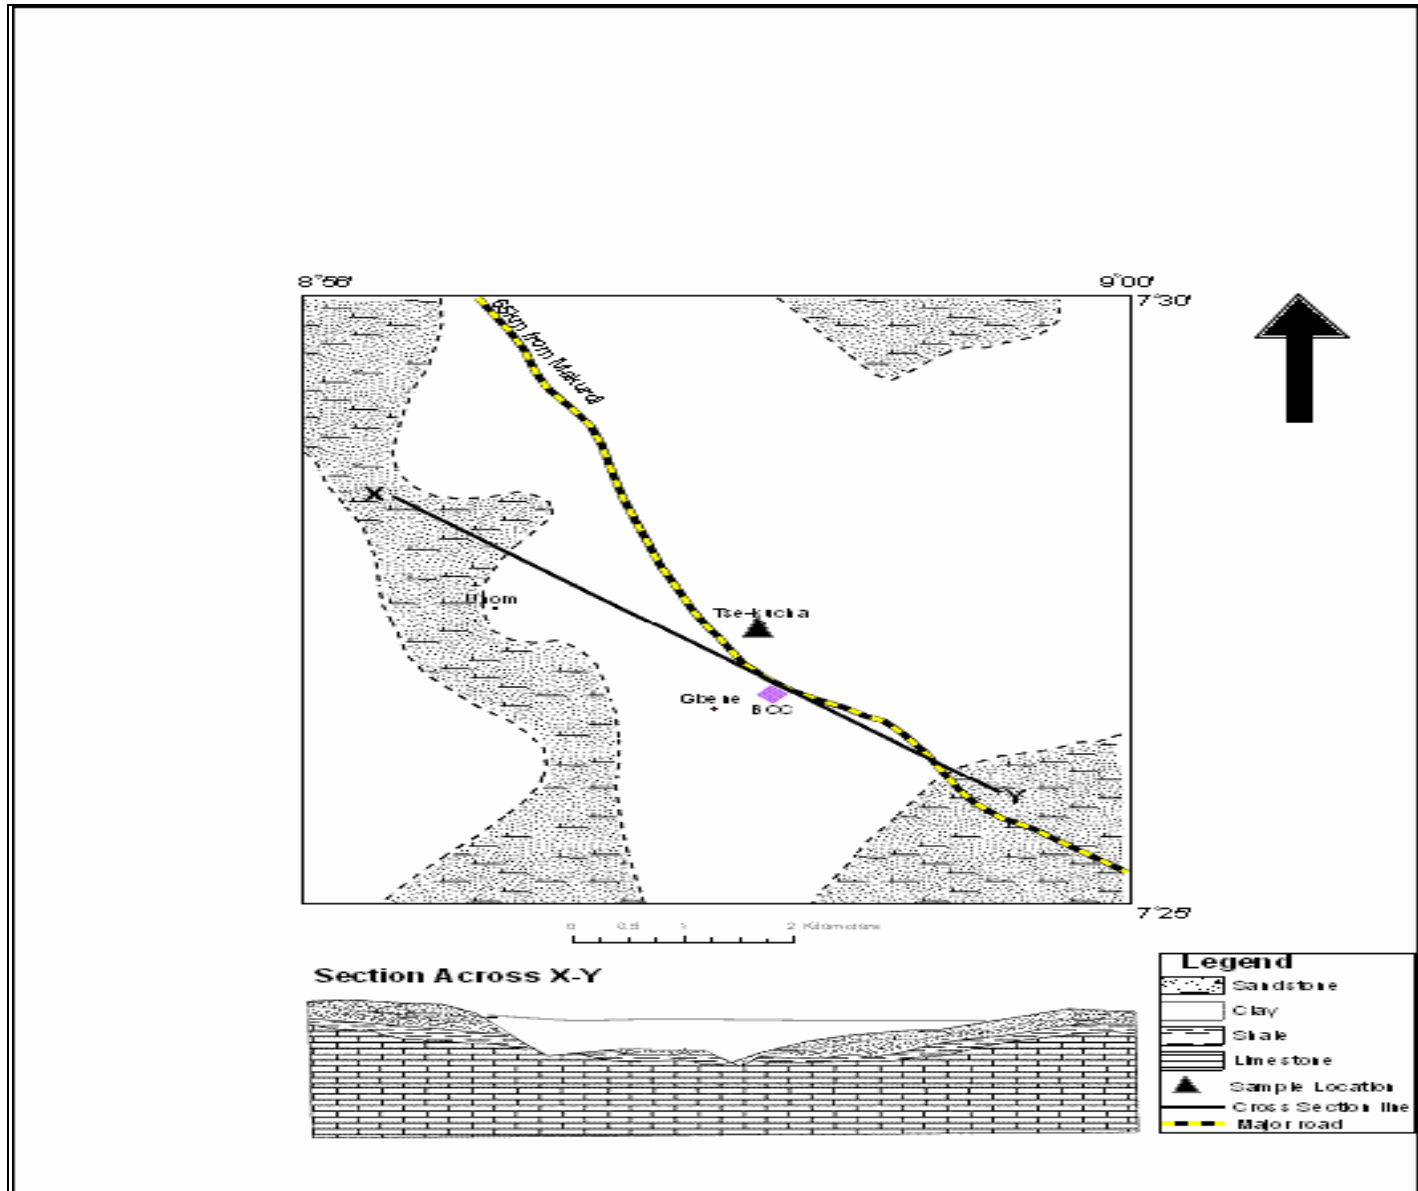 8°56'
9°00'
7°30'
65km from Makurdi
X
Tse-kucha
Gbene
BCC
Y
7°25'
0 0.5 1 2 Kilometers
Section Across X-Y
Legend
Sandstone
Clay
Shale
Limestone
Sample Location
Cross Section line
Major road